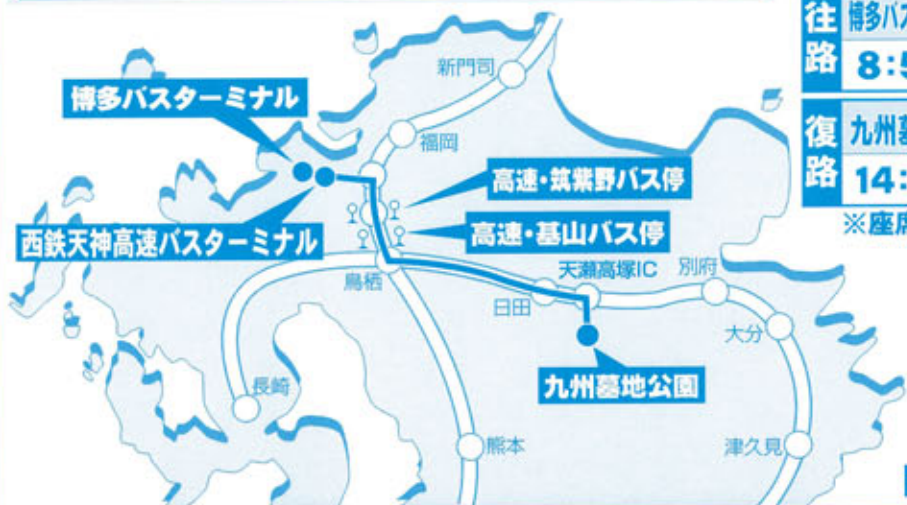 往路
博多バス
8:5
復路
九州墓
14:
※座席
新門司
博多バスターミナル
福岡
高速・筑紫野バス停
西鉄天神高速バスターミナル
高速・基山バス停
鳥栖
天瀬高塚IC
別府
日田
大分
九州墓地公園
長崎
熊本
津久見